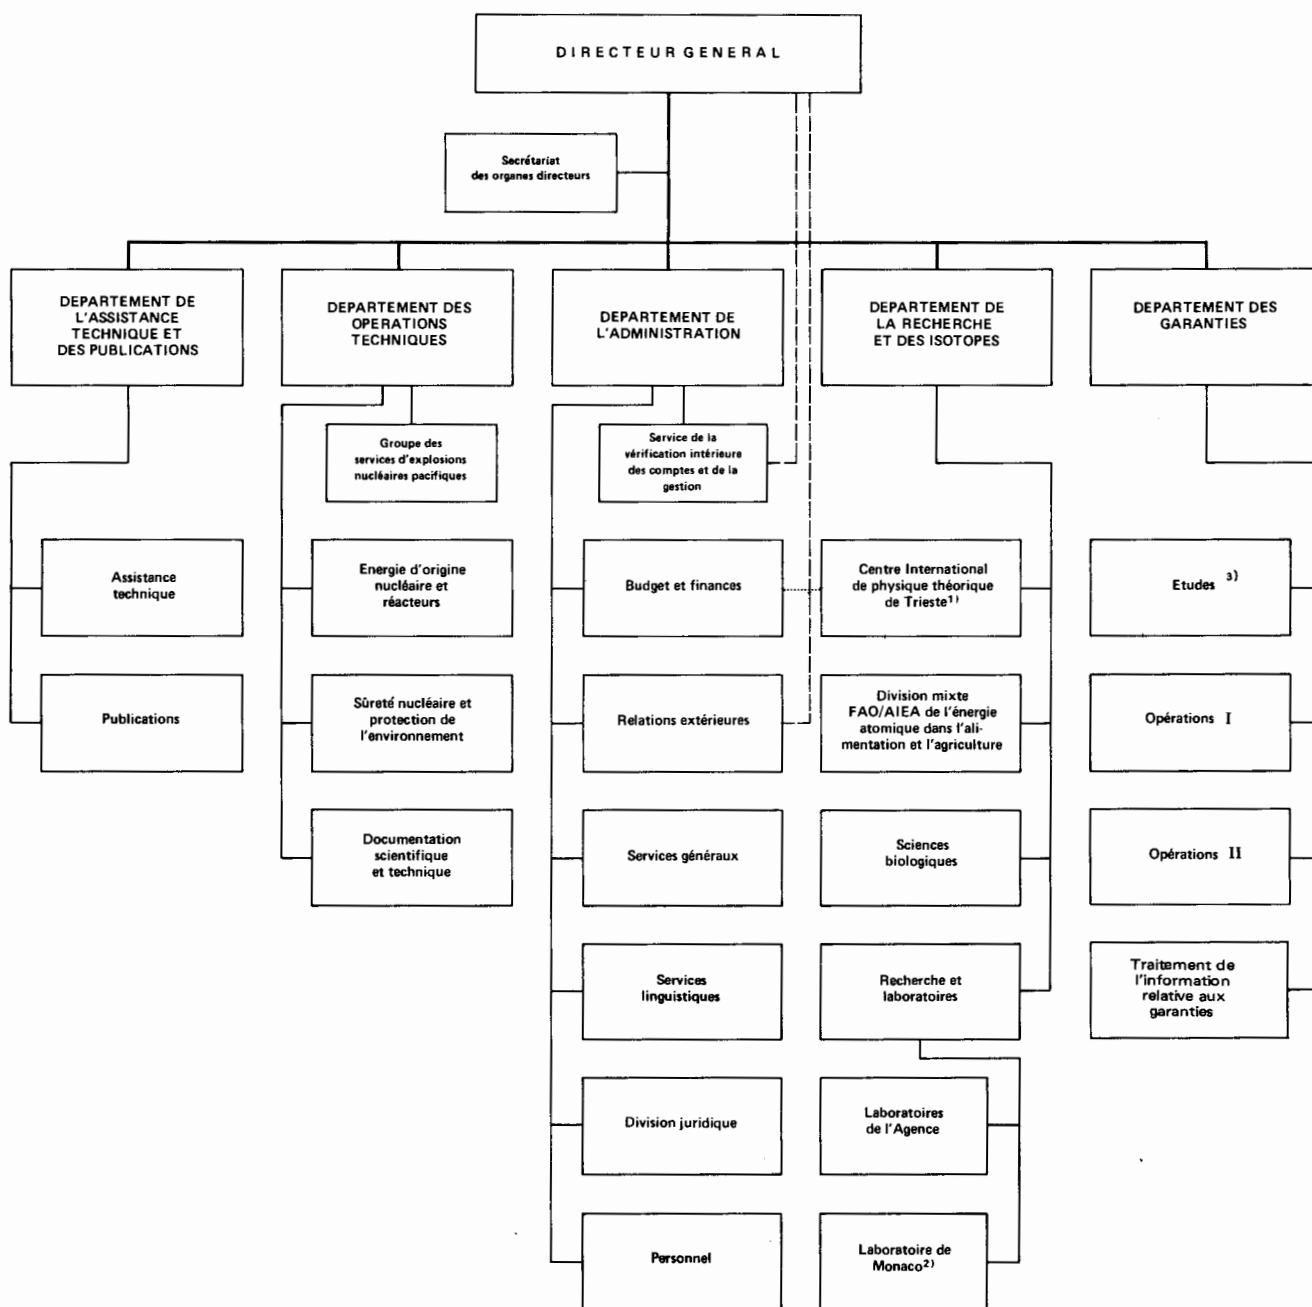 DIRECTEUR GENERAL
Secrétariat
des organes directeurs
DEPARTEMENT DE
L'ASSISTANCE
TECHNIQUE ET
DES PUBLICATIONS
DEPARTEMENT DES
OPERATIONS
TECHNIQUES
DEPARTEMENT DE
L'ADMINISTRATION
DEPARTEMENT DE
LA RECHERCHE
ET DES ISOTOPES
DEPARTEMENT DES
GARANTIES
Groupe des
services d'explosions
nucléaires pacifiques
Service de la
vérification intérieure
des comptes et de la
gestion
Assistance
technique
Energie d'origine
nucléaire et
réacteurs
Budget et finances
Centre International
de physique théorique
de Trieste1)
Etudes 3)
Publications
Sûreté nucléaire et
protection de
l'environnement
Relations extérieures
Division mixte
FAO/AIEA de l'énergie
atomique dans l'ali-
mentation et l'agriculture
Opérations I
Documentation
scientifique
et technique
Services généraux
Sciences
biologiques
Opérations II
Services
linguistiques
Recherche et
laboratoires
Traitement de
l'information
relative aux
garanties
Division juridique
Laboratoires
de l'Agence
Personnel
Laboratoire de
Monaco2)